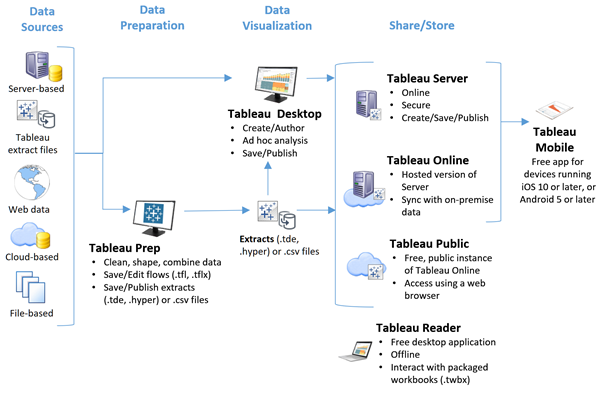 Data
Sources
Data
Preparation
Data
Visualization
Share/Store
Server-based
Tableau
extract files
Web data
Cloud-based
File-based
Tableau Prep
• Clean, shape, combine data
• Save/Edit flows (.tfl, .tflx)
• Save/Publish extracts
(.tde, .hyper) or .csv files
Tableau Desktop
• Create/Author
• Ad hoc analysis
• Save/Publish
Extracts (.tde,
.hyper) or .csv files
Tableau Server
• Online
• Secure
• Create/Save/Publish
Tableau Online
• Hosted version of
Server
• Sync with on-premise
data
Tableau Public
• Free, public instance
of Tableau Online
• Access using a web
browser
Tableau Reader
• Free desktop application
• Offline
• Interact with packaged
workbooks (.twbx)
Tableau
Mobile
Free app for
devices running
iOS 10 or later, or
Android 5 or later